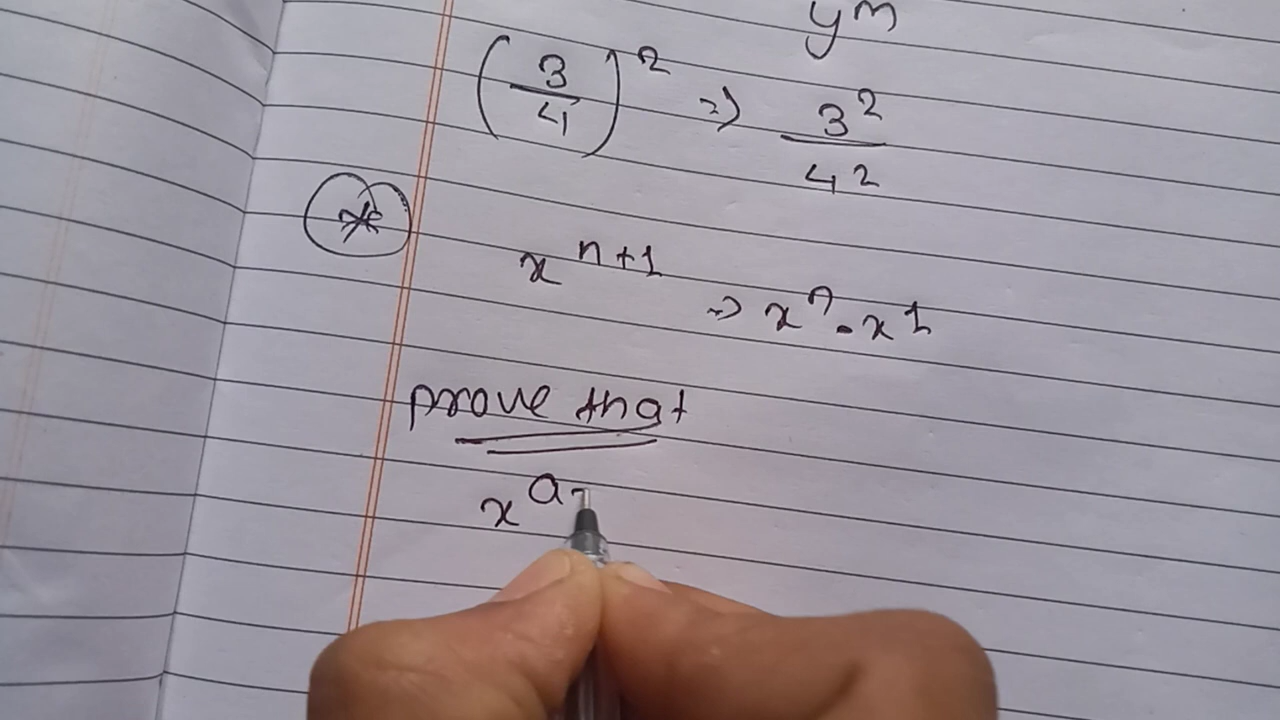 y^m
(3/4)^2 => 3^2/4^2
x^{n+1}
-> x^n . x^1
prove that
x^{a-